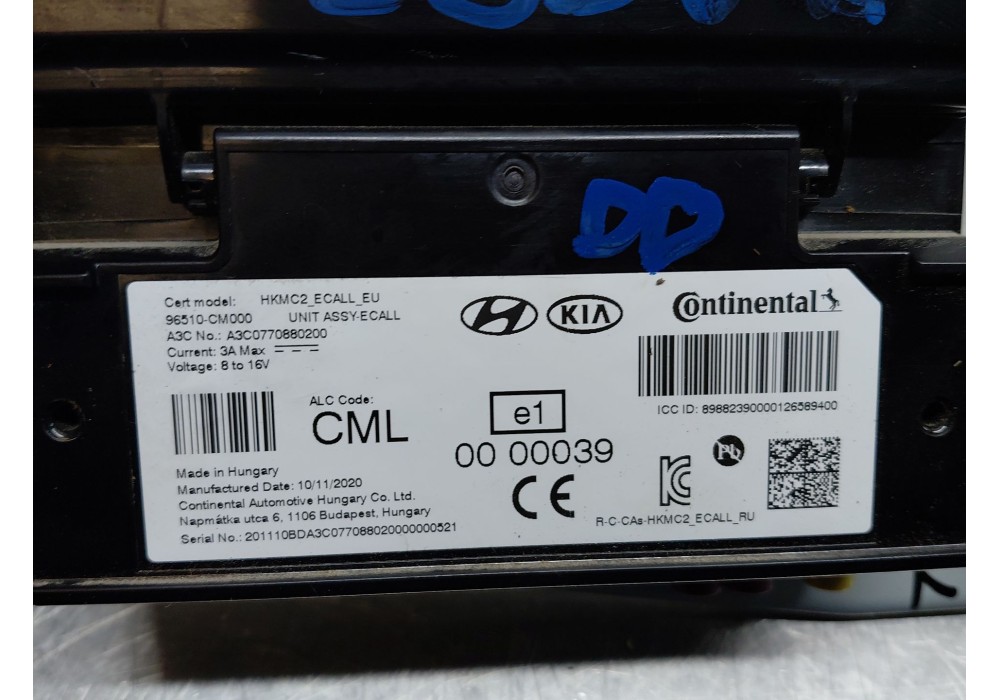 DD
Cert model: HKMC2_ECALL_EU
96510-CM000 UNIT ASSY-ECALL
A3C No.: A3C0770880200
Current: 3A Max
Voltage: 8 to 16V
KIA
Continental
ICC ID: 89882390000126589400
ALC Code:
CML
e1
00 00039
CE
Pb
Made in Hungary
Manufactured Date: 10/11/2020
Continental Automotive Hungary Co. Ltd.
Napmátka utca 6, 1106 Budapest, Hungary
Serial No.: 201110BDA3C0770880200000000521
R-C-CAs-HKMC2_ECALL_RU